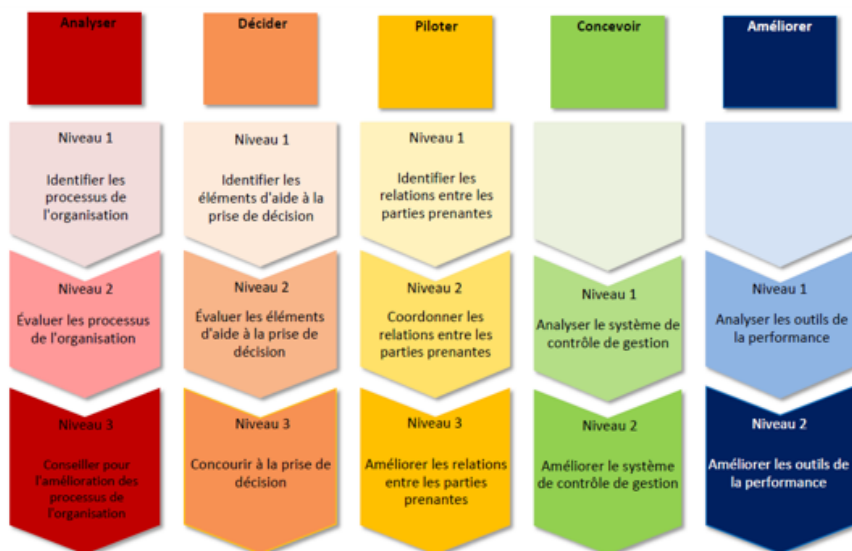 Analyser
Décider
Piloter
Concevoir
Améliorer
Niveau 1
Identifier les
processus de
l'organisation
Niveau 1
Identifier les
éléments d'aide à la
prise de décision
Niveau 1
Identifier les
relations entre les
parties prenantes
Niveau 2
Évaluer les processus
de l'organisation
Niveau 2
Évaluer les éléments
d'aide à la prise de
décision
Niveau 2
Coordonner les
relations entre les
parties prenantes
Niveau 1
Analyser le système de
contrôle de gestion
Niveau 1
Analyser les outils de
la performance
Niveau 3
Conseiller pour
l'amélioration des
processus de
l'organisation
Niveau 3
Concourir à la prise de
décision
Niveau 3
Améliorer les relations
entre les parties
prenantes
Niveau 2
Améliorer le système
de contrôle de gestion
Niveau 2
Améliorer les outils de
la performance